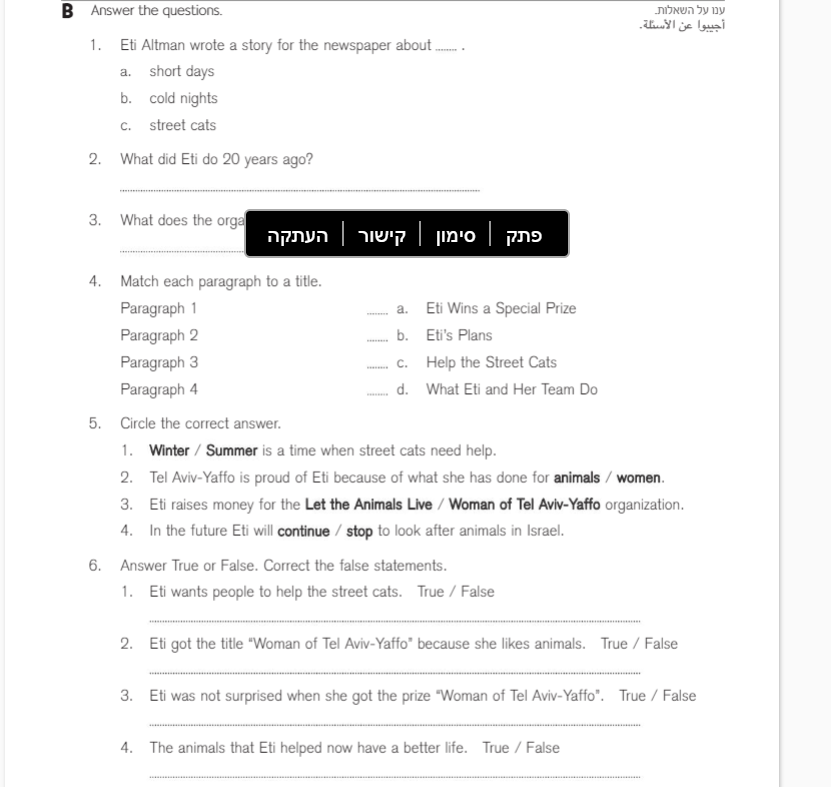 B Answer the questions. ענו על השאלות.
أجيبوا عن الأسئلة.
1. Eti Altman wrote a story for the newspaper about ........ .
a. short days
b. cold nights
c. street cats
2. What did Eti do 20 years ago?
3. What does the orga
העתקה | קישור | סימון | פתק
4. Match each paragraph to a title.
Paragraph 1 ........ a. Eti Wins a Special Prize
Paragraph 2 ........ b. Eti's Plans
Paragraph 3 ........ c. Help the Street Cats
Paragraph 4 ........ d. What Eti and Her Team Do
5. Circle the correct answer.
1. Winter / Summer is a time when street cats need help.
2. Tel Aviv-Yaffo is proud of Eti because of what she has done for animals / women.
3. Eti raises money for the Let the Animals Live / Woman of Tel Aviv-Yaffo organization.
4. In the future Eti will continue / stop to look after animals in Israel.
6. Answer True or False. Correct the false statements.
1. Eti wants people to help the street cats. True / False
2. Eti got the title "Woman of Tel Aviv-Yaffo" because she likes animals. True / False
3. Eti was not surprised when she got the prize "Woman of Tel Aviv-Yaffo". True / False
4. The animals that Eti helped now have a better life. True / False